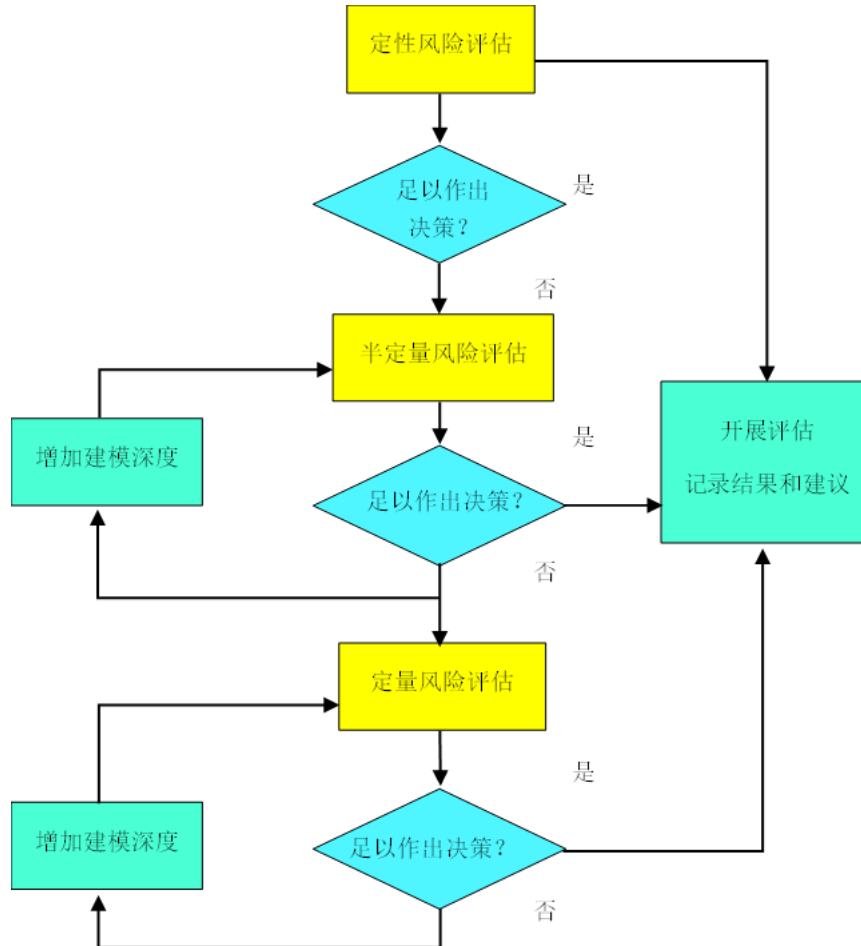 定性风险评估
足以作出
决策？
是
否
半定量风险评估
增加建模深度
是
足以作出决策？
开展评估
记录结果和建议
否
定量风险评估
是
增加建模深度
足以作出决策？
否